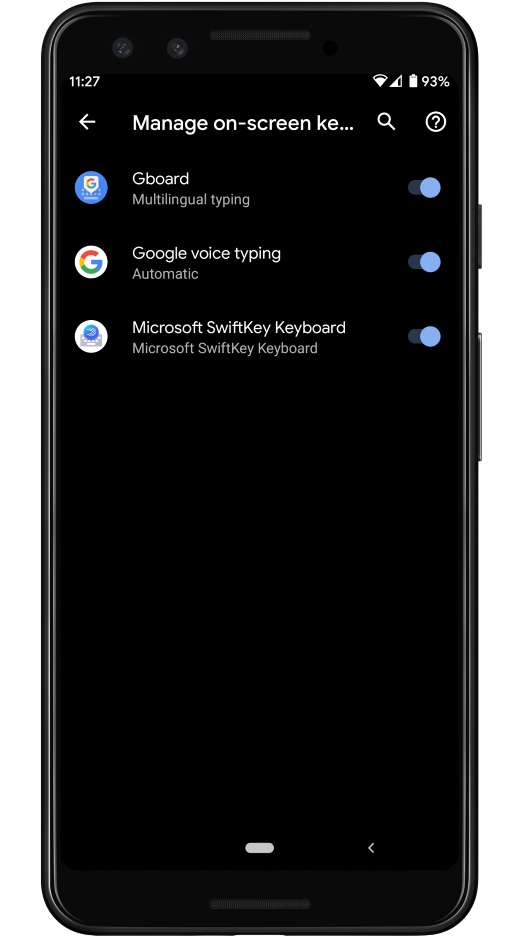 11:27
93%
Manage on-screen ke...
Gboard
Multilingual typing
Google voice typing
Automatic
Microsoft SwiftKey Keyboard
Microsoft SwiftKey Keyboard